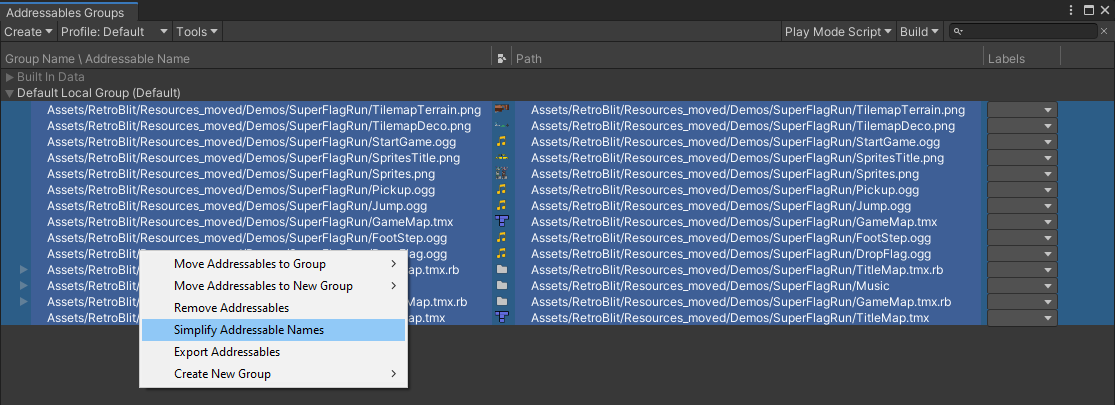 Addressables Groups
Create Profile: Default Tools Play Mode Script Build
Group Name \ Addressable Name Path Labels
Built In Data
Default Local Group (Default)
Assets/RetroBlit/Resources_moved/Demos/SuperFlagRun/TilemapTerrain.png Assets/RetroBlit/Resources_moved/Demos/SuperFlagRun/TilemapTerrain.png
Assets/RetroBlit/Resources_moved/Demos/SuperFlagRun/TilemapDeco.png Assets/RetroBlit/Resources_moved/Demos/SuperFlagRun/TilemapDeco.png
Assets/RetroBlit/Resources_moved/Demos/SuperFlagRun/StartGame.ogg Assets/RetroBlit/Resources_moved/Demos/SuperFlagRun/StartGame.ogg
Assets/RetroBlit/Resources_moved/Demos/SuperFlagRun/SpritesTitle.png Assets/RetroBlit/Resources_moved/Demos/SuperFlagRun/SpritesTitle.png
Assets/RetroBlit/Resources_moved/Demos/SuperFlagRun/Sprites.png Assets/RetroBlit/Resources_moved/Demos/SuperFlagRun/Sprites.png
Assets/RetroBlit/Resources_moved/Demos/SuperFlagRun/Pickup.ogg Assets/RetroBlit/Resources_moved/Demos/SuperFlagRun/Pickup.ogg
Assets/RetroBlit/Resources_moved/Demos/SuperFlagRun/Jump.ogg Assets/RetroBlit/Resources_moved/Demos/SuperFlagRun/Jump.ogg
Assets/RetroBlit/Resources_moved/Demos/SuperFlagRun/GameMap.tmx Assets/RetroBlit/Resources_moved/Demos/SuperFlagRun/GameMap.tmx
Assets/RetroBlit/Resources_moved/Demos/SuperFlagRun/FootStep.ogg Assets/RetroBlit/Resources_moved/Demos/SuperFlagRun/FootStep.ogg
Assets/RetroBlit/Resources_moved/Demos/SuperFlagRun/DropFlag.ogg Assets/RetroBlit/Resources_moved/Demos/SuperFlagRun/DropFlag.ogg
Assets/RetroBlit Map.tmx.rb Assets/RetroBlit/Resources_moved/Demos/SuperFlagRun/TitleMap.tmx.rb
Assets/RetroBlit Assets/RetroBlit/Resources_moved/Demos/SuperFlagRun/Music
Assets/RetroBlit Map.tmx.rb Assets/RetroBlit/Resources_moved/Demos/SuperFlagRun/GameMap.tmx.rb
Assets/RetroBlit Map.tmx Assets/RetroBlit/Resources_moved/Demos/SuperFlagRun/TitleMap.tmx
Move Addressables to Group
Move Addressables to New Group
Remove Addressables
Simplify Addressable Names
Export Addressables
Create New Group